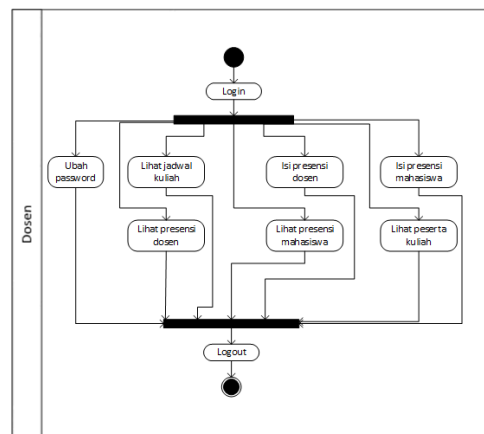 Dosen
Login
Ubah
password
Lihat jadwal
kuliah
Isi presensi
dosen
Isi presensi
mahasiswa
Lihat presensi
dosen
Lihat presensi
mahasiswa
Lihat peserta
kuliah
Logout